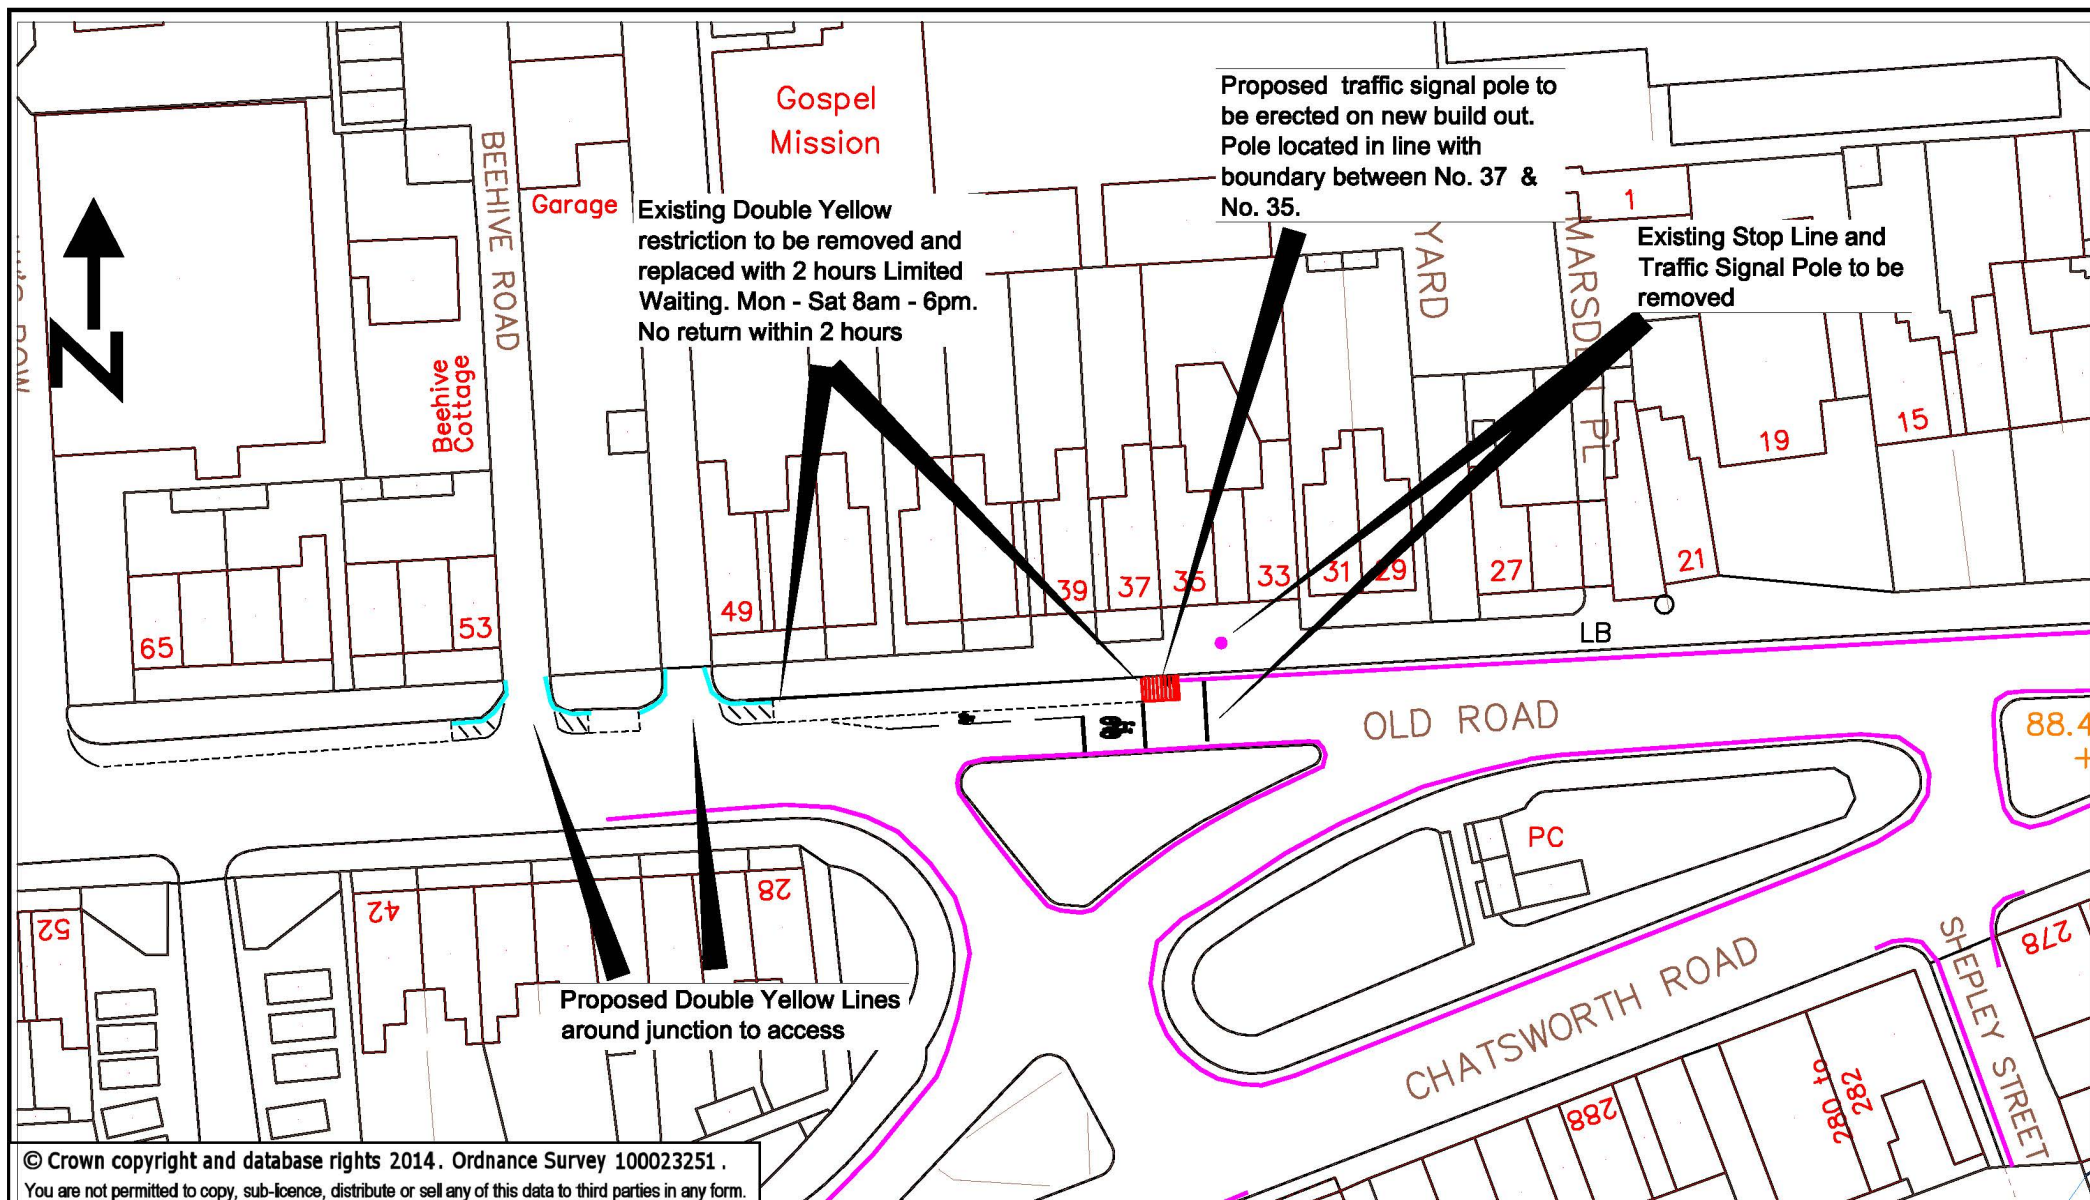 Gospel
Mission
Proposed traffic signal pole to
be erected on new build out.
Pole located in line with
boundary between No. 37 &
No. 35.
BEEHIVE ROAD
Garage
Existing Double Yellow
restriction to be removed and
replaced with 2 hours Limited
Waiting. Mon - Sat 8am - 6pm.
No return within 2 hours
YARD
1
Existing Stop Line and
Traffic Signal Pole to be
removed
N
Beehive
Cottage
15
19
65
53
49
39
37
35
33
31
29
27
21
LB
OLD ROAD
88.4
+
PC
52
42
28
Proposed Double Yellow Lines
around junction to access
CHATSWORTH ROAD
SHEPLEY STREET
278
280 to
282
288
© Crown copyright and database rights 2014. Ordnance Survey 100023251.
You are not permitted to copy, sub-licence, distribute or sell any of this data to third parties in any form.